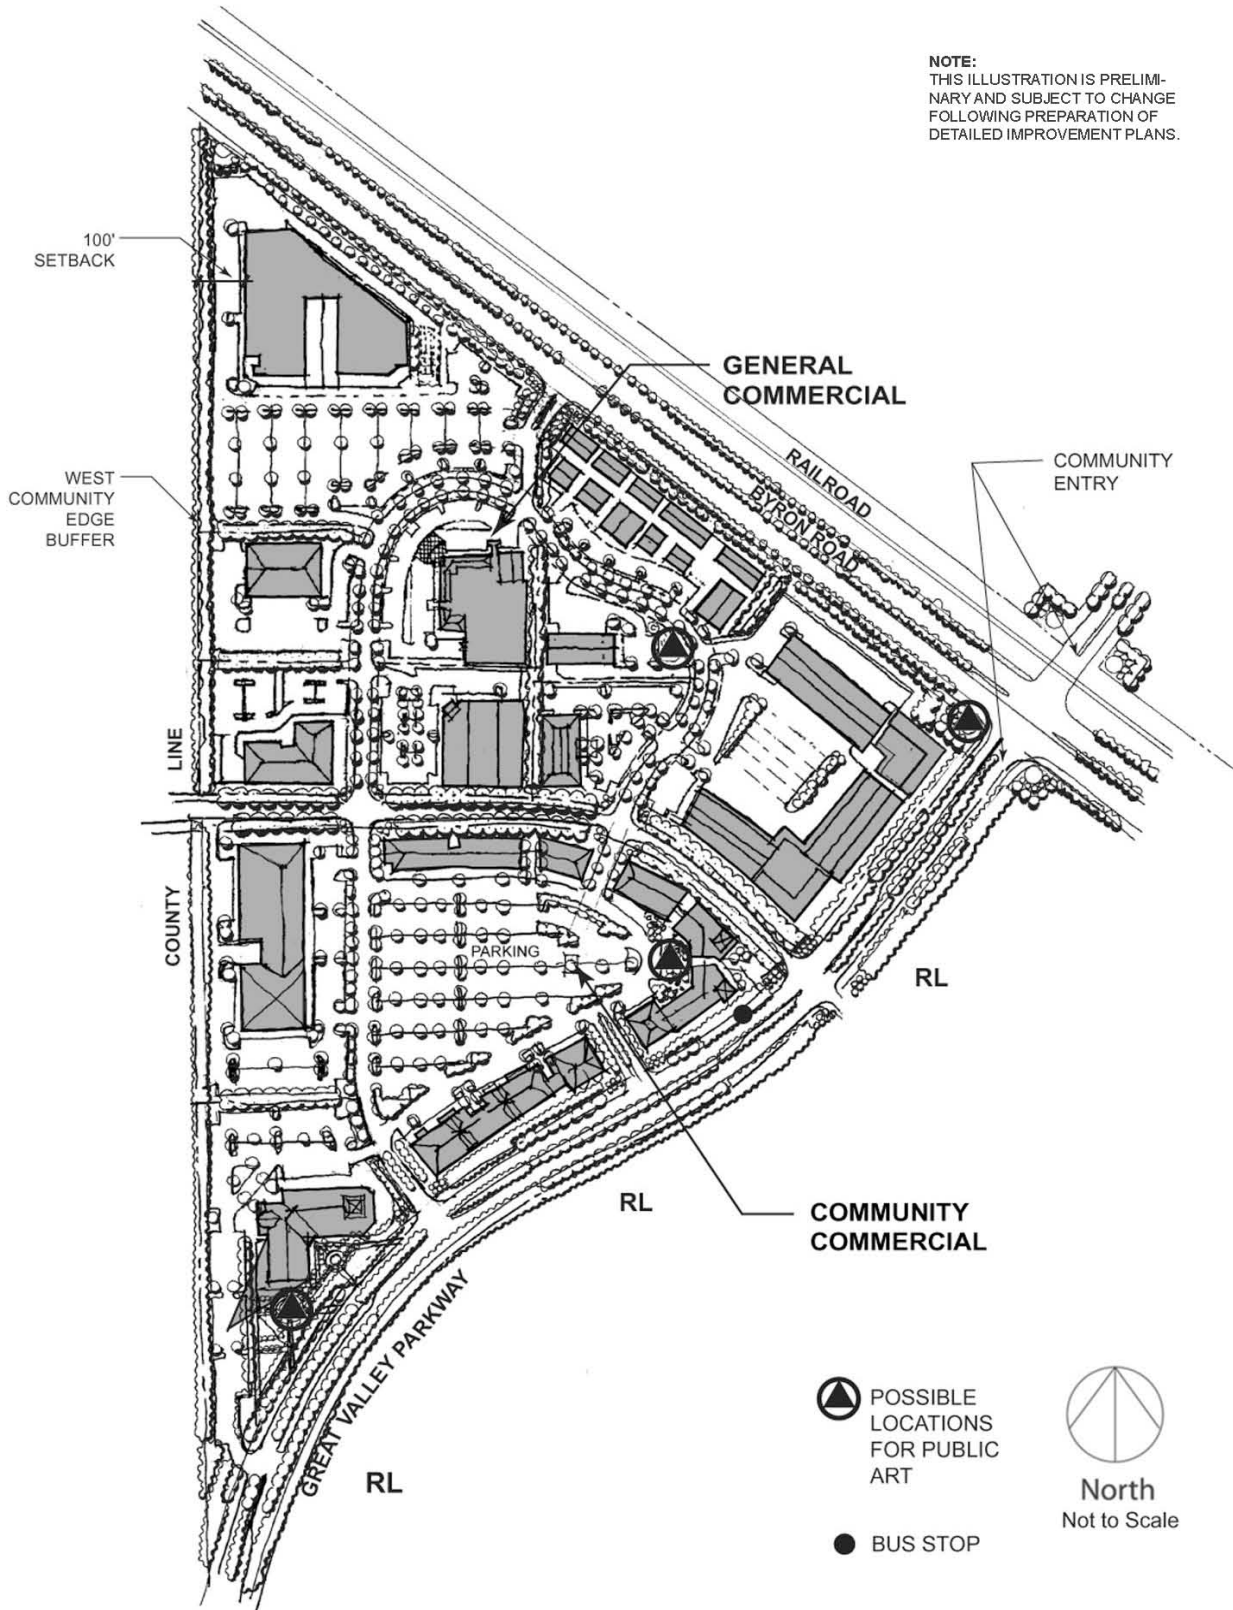 NOTE:
THIS ILLUSTRATION IS PRELIMI-
NARY AND SUBJECT TO CHANGE
FOLLOWING PREPARATION OF
DETAILED IMPROVEMENT PLANS.
100'
SETBACK
GENERAL
COMMERCIAL
RAILROAD
BYRON ROAD
COMMUNITY
ENTRY
WEST
COMMUNITY
EDGE
BUFFER
LINE
COUNTY
PARKING
RL
RL
COMMUNITY
COMMERCIAL
GREAT VALLEY PARKWAY
RL
POSSIBLE
LOCATIONS
FOR PUBLIC
ART
North
Not to Scale
BUS STOP